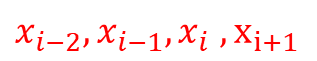 x_{i−2}, x_{i−1}, x_i , x_{i+1}